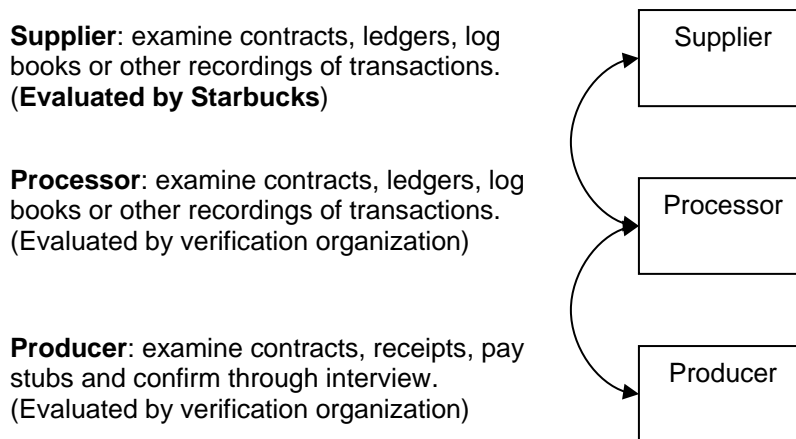 Supplier: examine contracts, ledgers, log
books or other recordings of transactions.
(Evaluated by Starbucks)
Supplier
Processor: examine contracts, ledgers, log
books or other recordings of transactions.
(Evaluated by verification organization)
Processor
Producer: examine contracts, receipts, pay
stubs and confirm through interview.
(Evaluated by verification organization)
Producer